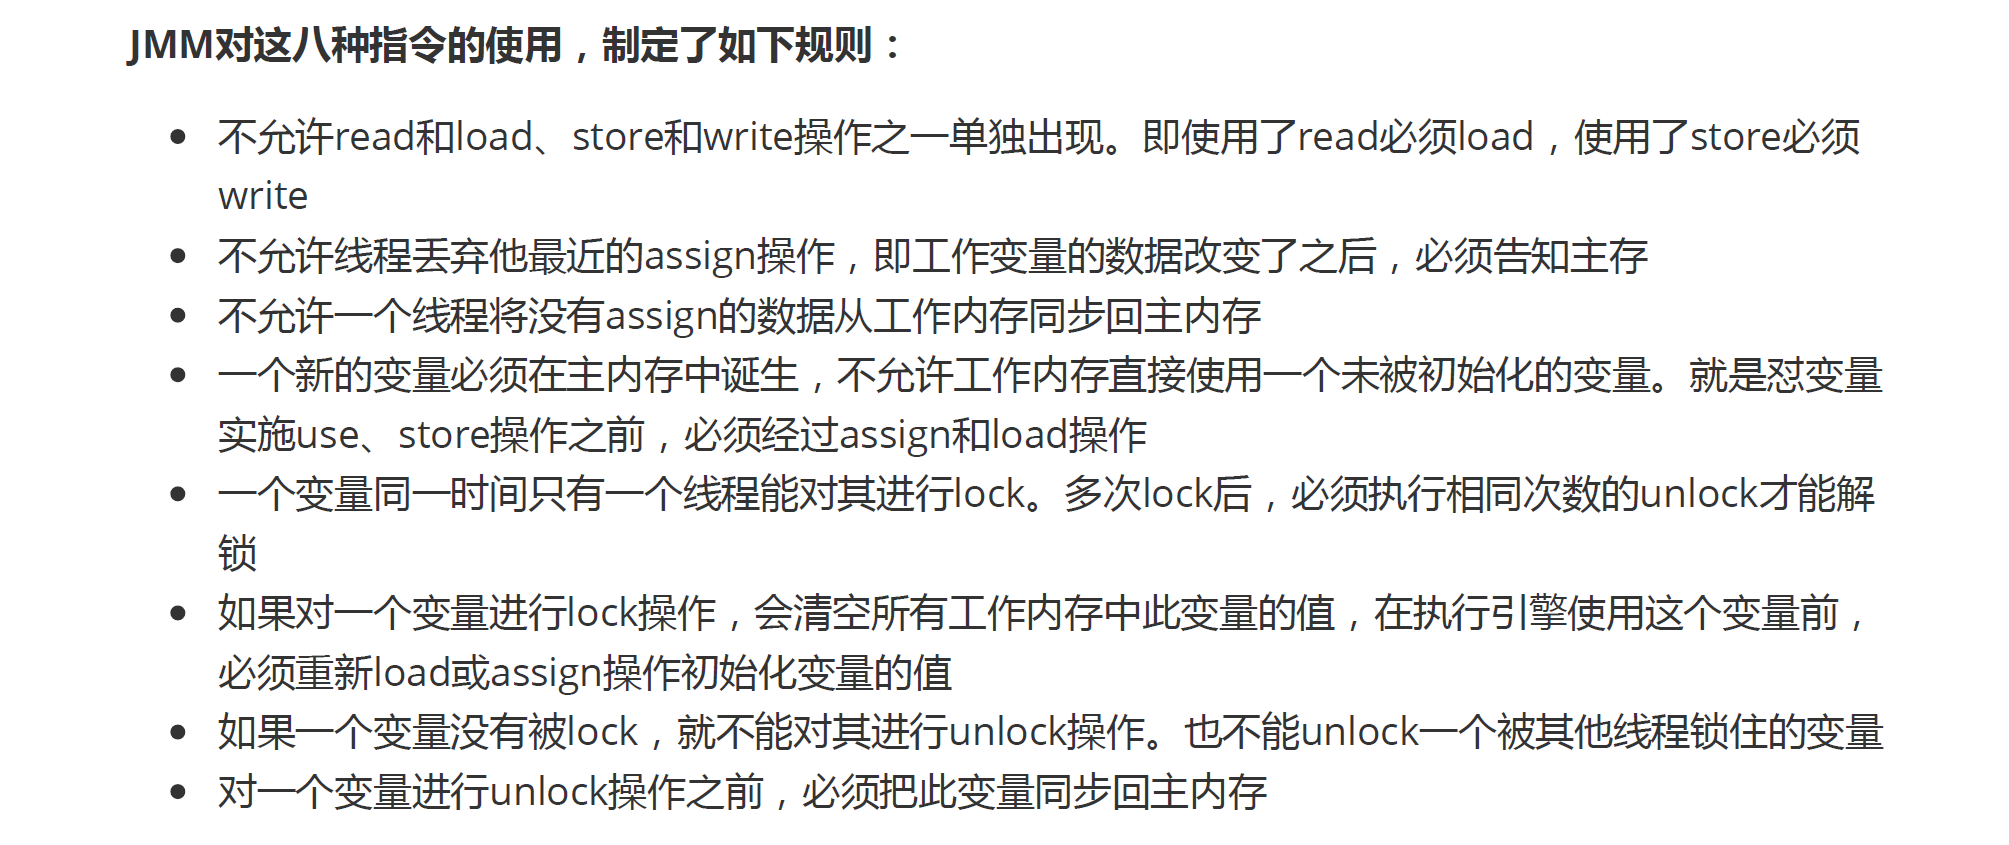 JMM对这八种指令的使用，制定了如下规则：
不允许read和load、store和write操作之一单独出现。即使用了read必须load，使用了store必须
write
不允许线程丢弃他最近的assign操作，即工作变量的数据改变了之后，必须告知主存
不允许一个线程将没有assign的数据从工作内存同步回主内存
一个新的变量必须在主内存中诞生，不允许工作内存直接使用一个未被初始化的变量。就是怼变量
实施use、store操作之前，必须经过assign和load操作
一个变量同一时间只有一个线程能对其进行lock。多次lock后，必须执行相同次数的unlock才能解
锁
如果对一个变量进行lock操作，会清空所有工作内存中此变量的值，在执行引擎使用这个变量前，
必须重新load或assign操作初始化变量的值
如果一个变量没有被lock，就不能对其进行unlock操作。也不能unlock一个被其他线程锁住的变量
对一个变量进行unlock操作之前，必须把此变量同步回主内存